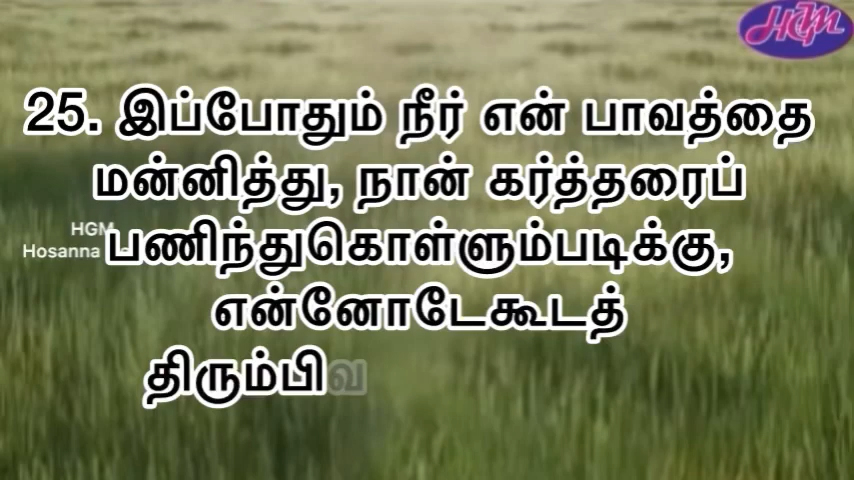 HGM
25. இப்போதும் நீர் என் பாவத்தை
மன்னித்து, நான் கர்த்தரைப்
HGM
Hosanna
பணிந்துகொள்ளும்படிக்கு,
என்னோடேகூடத்
திரும்பிவ